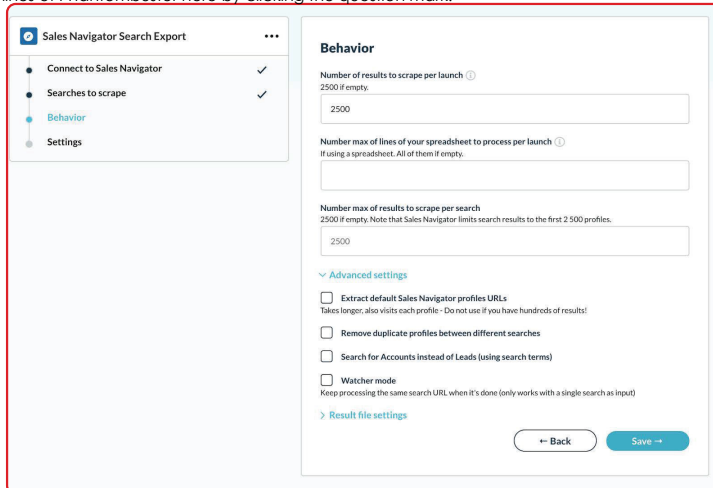 Sales Navigator Search Export
Connect to Sales Navigator
Searches to scrape
Behavior
Settings
Behavior
Number of results to scrape per launch
2500 if empty.
2500
Number max of lines of your spreadsheet to process per launch
If using a spreadsheet. All of them if empty.
Number max of results to scrape per search
2500 if empty. Note that Sales Navigator limits search results to the first 2 500 profiles.
2500
Advanced settings
Extract default Sales Navigator profiles URLs
Takes longer, also visits each profile - Do not use if you have hundreds of results!
Remove duplicate profiles between different searches
Search for Accounts instead of Leads (using search terms)
Watcher mode
Keep processing the same search URL when it's done (only works with a single search as input)
Result file settings
← Back
Save →